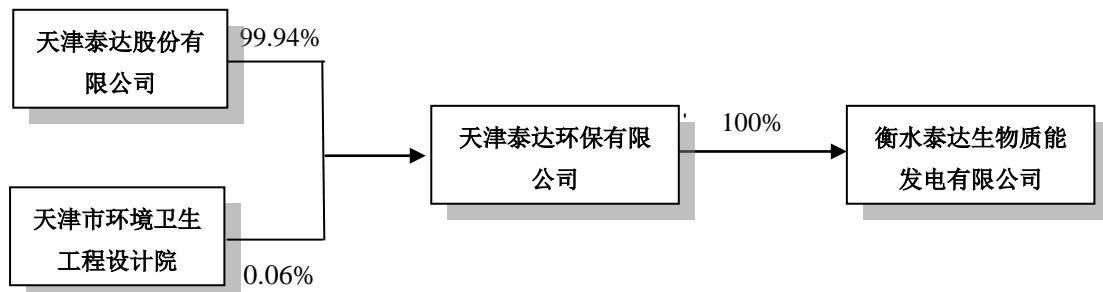 天津泰达股份有
限公司
99.94%
天津市环境卫生
工程设计院
0.06%
天津泰达环保有限
公司
100%
衡水泰达生物质能
发电有限公司